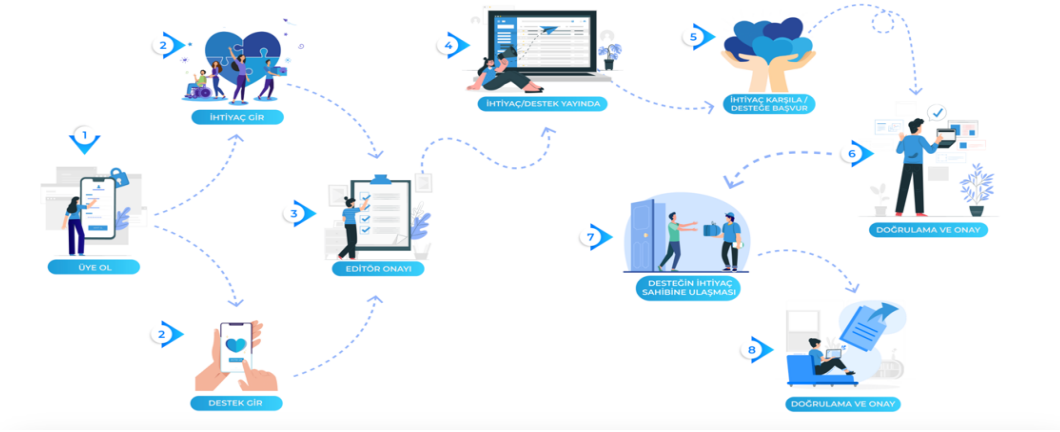 1
ÜYE OL
2
İHTİYAÇ GİR
2
DESTEK GİR
3
EDİTÖR ONAYI
4
İHTİYAÇ/DESTEK YAYINDA
5
İHTİYAÇ KARŞILA /
DESTEĞE BAŞVUR
6
DOĞRULAMA VE ONAY
7
DESTEĞİN İHTİYAÇ
SAHİBİNE ULAŞMASI
8
DOĞRULAMA VE ONAY